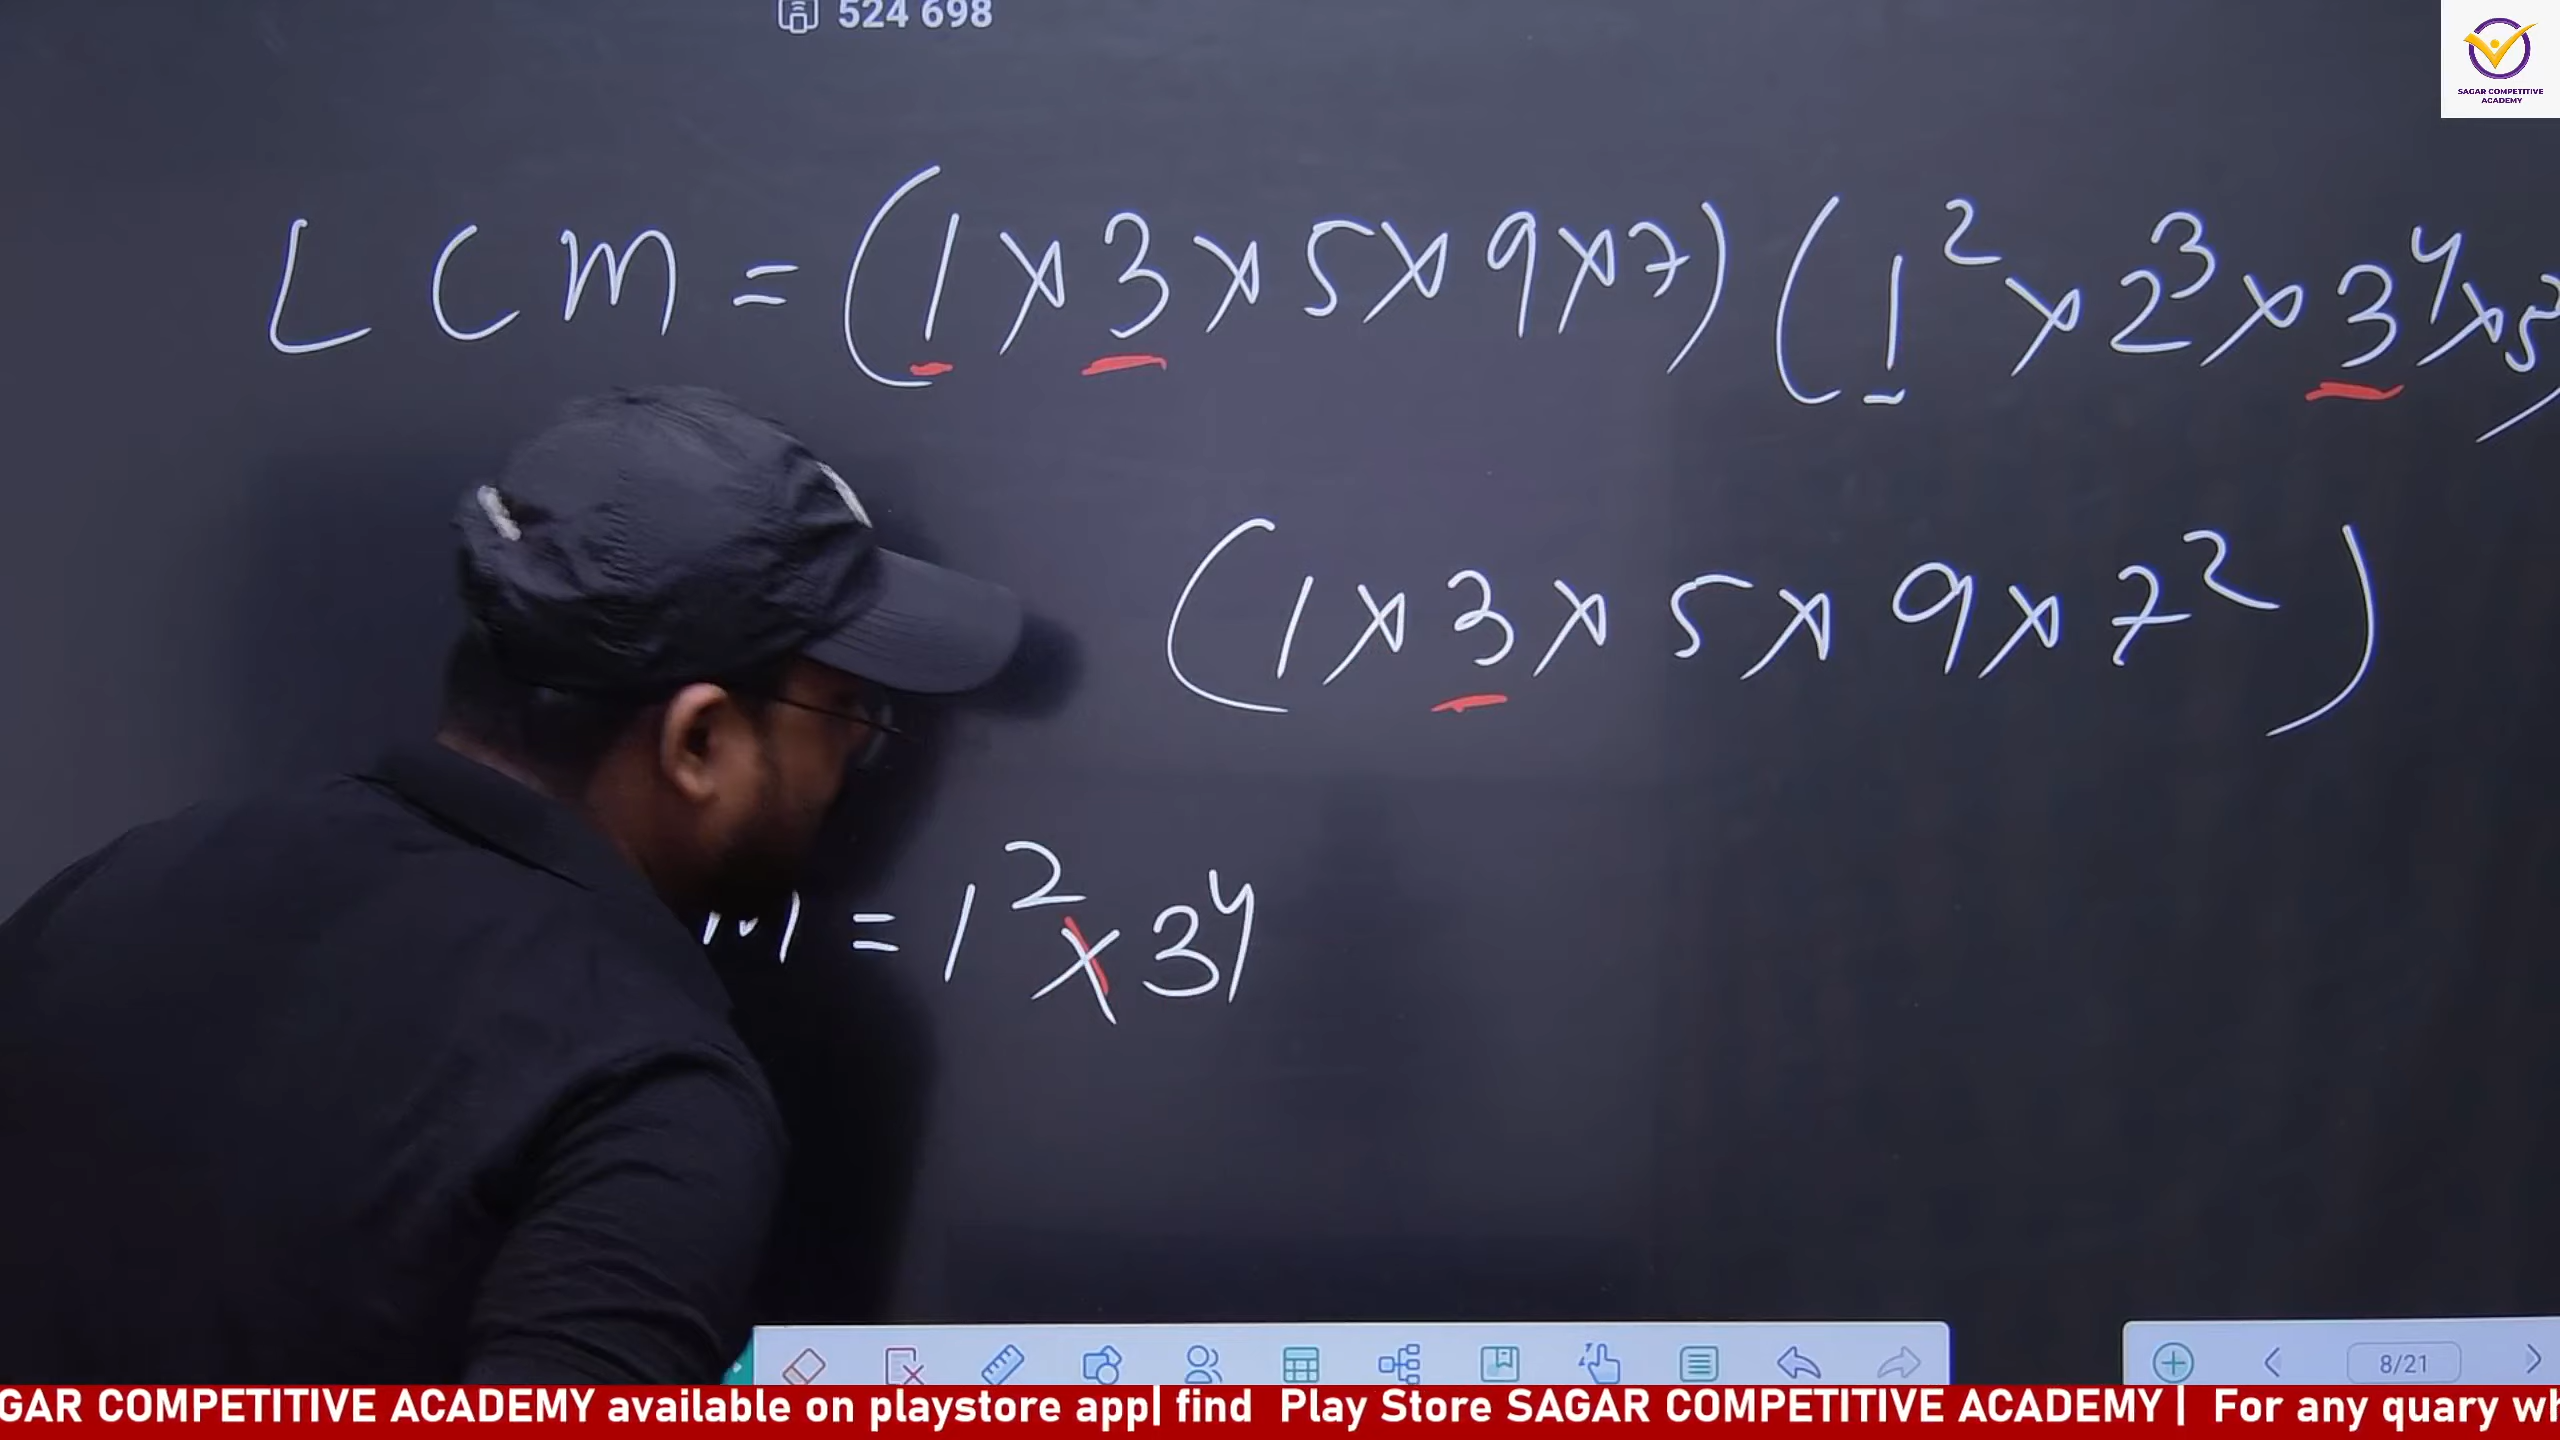 524 698
SAGAR COMPETITIVE
ACADEMY
LCM = (1 × 3 × 5 × 9 × 7) (1² × 2³ × 3⁴ × 5
(1 × 3 × 5 × 9 × 7²)
= 1² × 3⁴
8/21
GAR COMPETITIVE ACADEMY available on playstore app| find Play Store SAGAR COMPETITIVE ACADEMY | For any quary wh